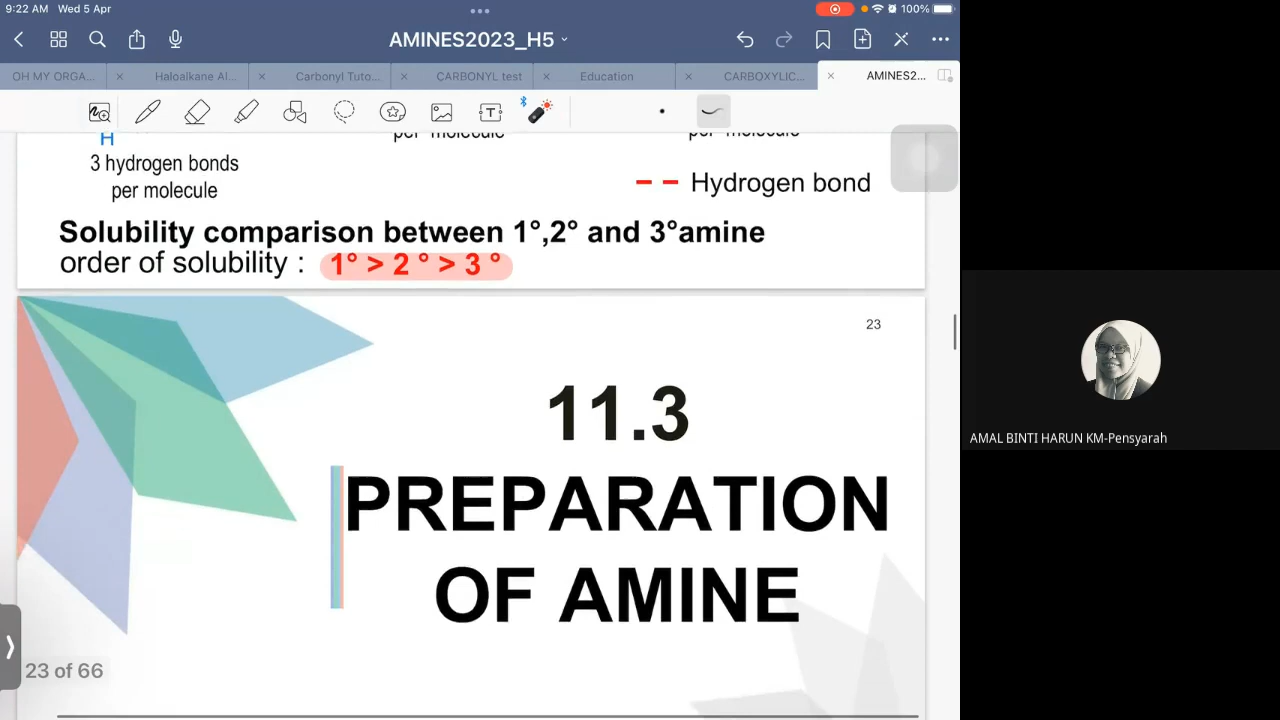 9:22 AM Wed 5 Apr
100%
AMINES2023_H5
OH MY ORGA...
Haloalkane Al...
Carbonyl Tuto...
CARBONYL test
Education
CARBOXYLIC...
AMINES2...
T
H
per molecule
per molecule
3 hydrogen bonds
per molecule
Hydrogen bond
Solubility comparison between 1°,2° and 3°amine
order of solubility : 1° > 2 ° > 3 °
23
11.3
PREPARATION
OF AMINE
23 of 66
AMAL BINTI HARUN KM-Pensyarah